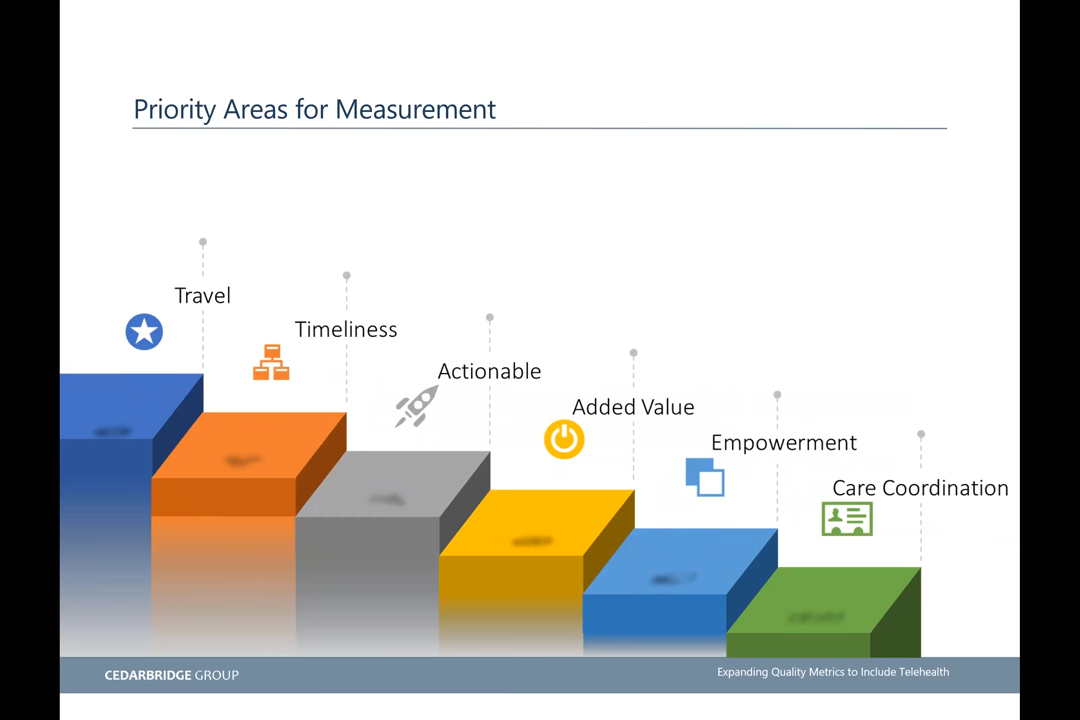 Priority Areas for Measurement
Travel
Timeliness
Actionable
Added Value
Empowerment
Care Coordination
CEDARBRIDGE GROUP
Expanding Quality Metrics to Include Telehealth